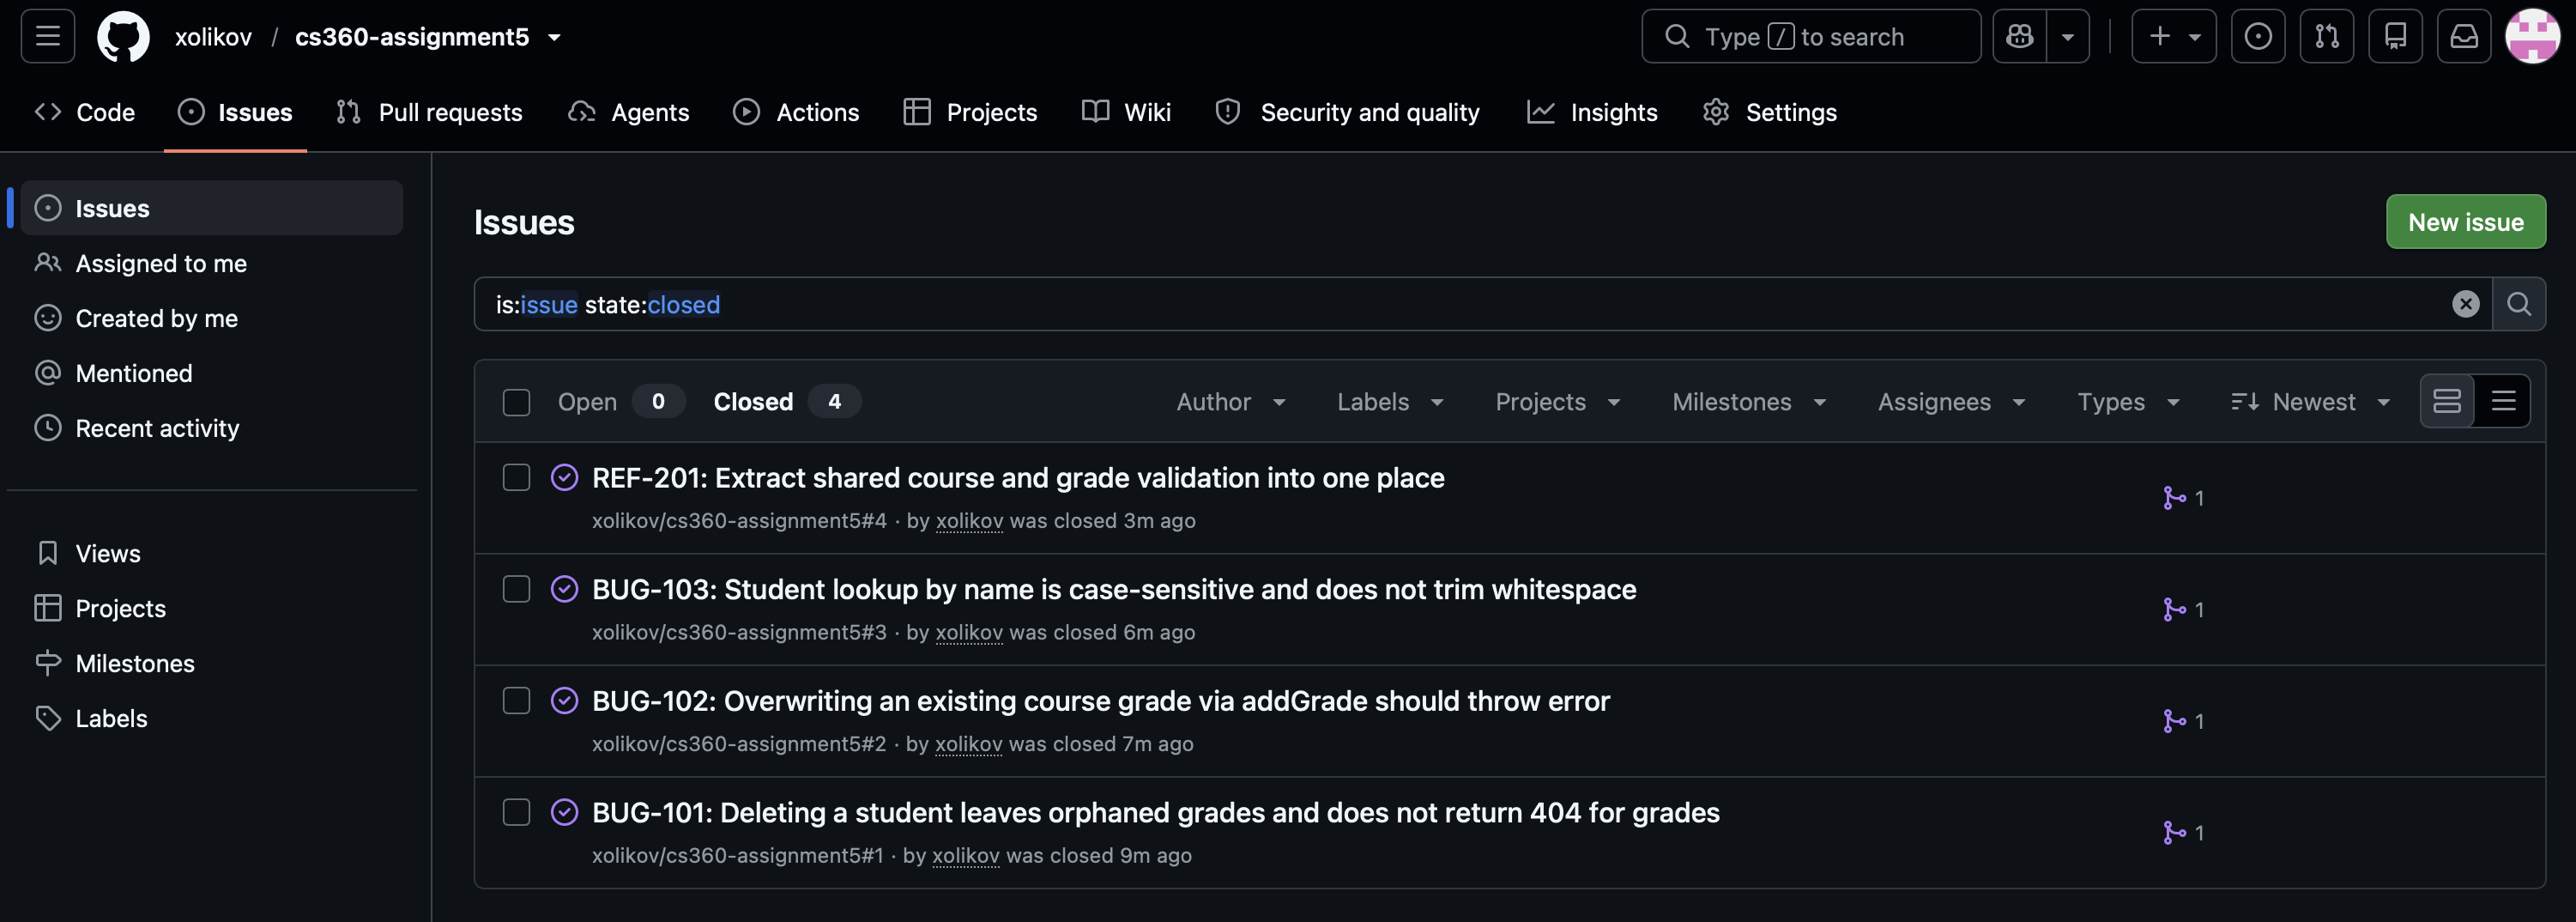 xolikov / cs360-assignment5
Type / to search
Code
Issues
Pull requests
Agents
Actions
Projects
Wiki
Security and quality
Insights
Settings
Issues
Assigned to me
Created by me
Mentioned
Recent activity
Views
Projects
Milestones
Labels
Issues
New issue
is:issue state:closed
Open 0 Closed 4 Author Labels Projects Milestones Assignees Types Newest
REF-201: Extract shared course and grade validation into one place
xolikov/cs360-assignment5#4 · by xolikov was closed 3m ago
1
BUG-103: Student lookup by name is case-sensitive and does not trim whitespace
xolikov/cs360-assignment5#3 · by xolikov was closed 6m ago
1
BUG-102: Overwriting an existing course grade via addGrade should throw error
xolikov/cs360-assignment5#2 · by xolikov was closed 7m ago
1
BUG-101: Deleting a student leaves orphaned grades and does not return 404 for grades
xolikov/cs360-assignment5#1 · by xolikov was closed 9m ago
1